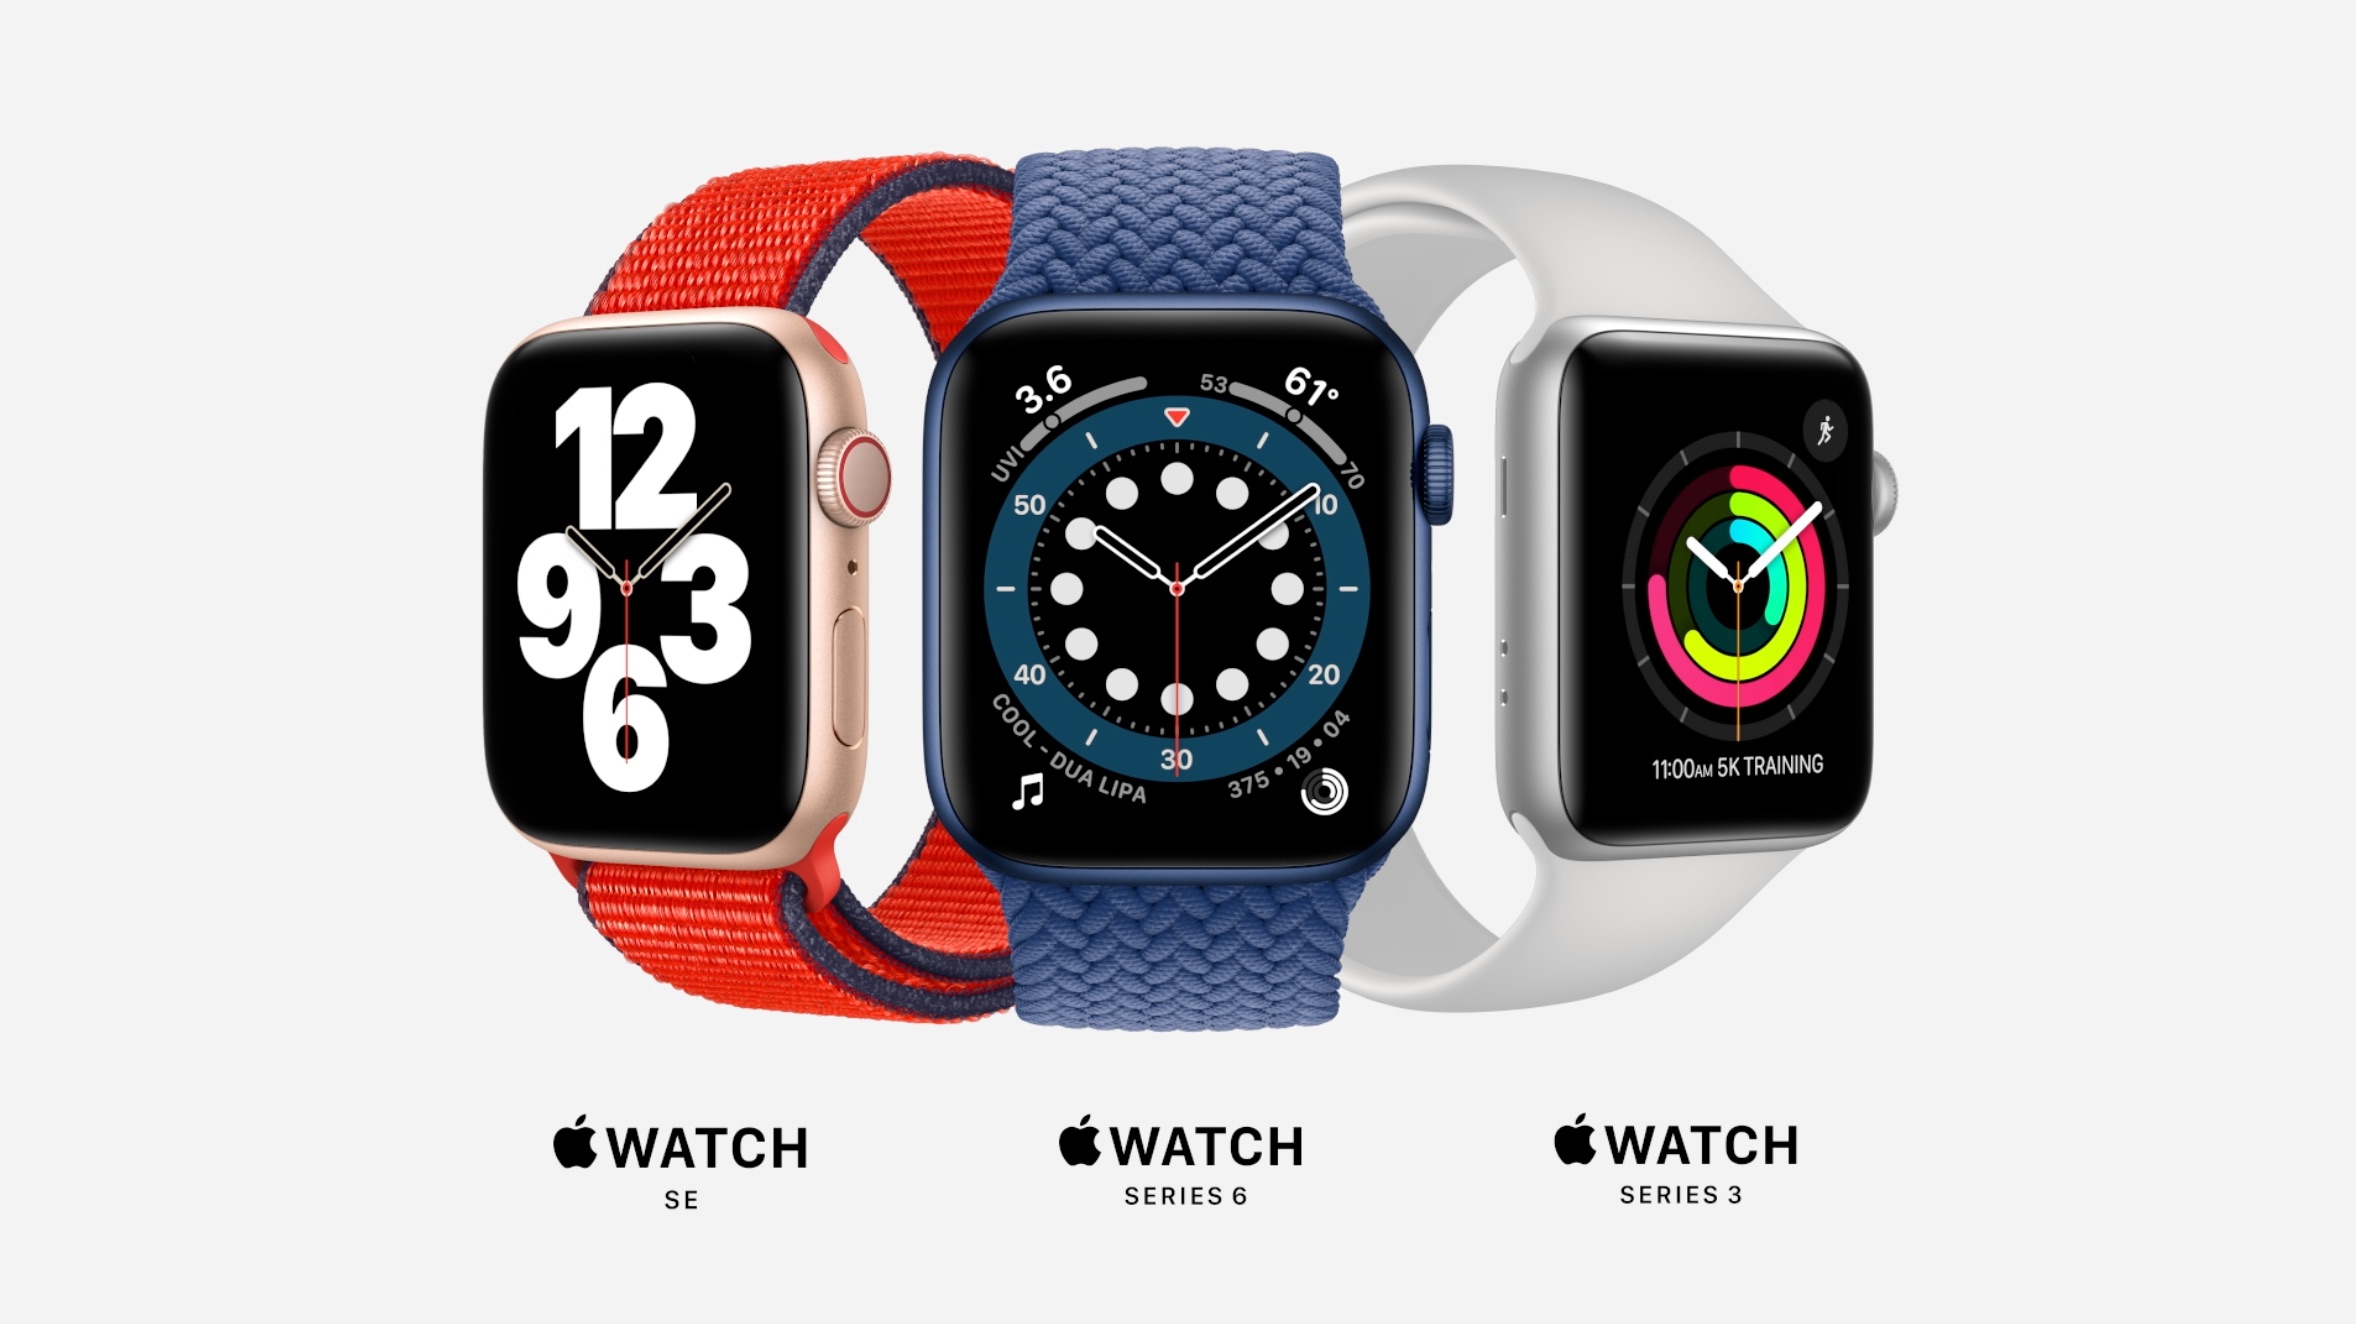 12
9 3
6
3.6
UVI
53 61° 70
50 10
40 20
30
COOL - DUA LIPA
375 • 19 • 04
11:00AM 5K TRAINING
WATCH
SE
WATCH
SERIES 6
WATCH
SERIES 3